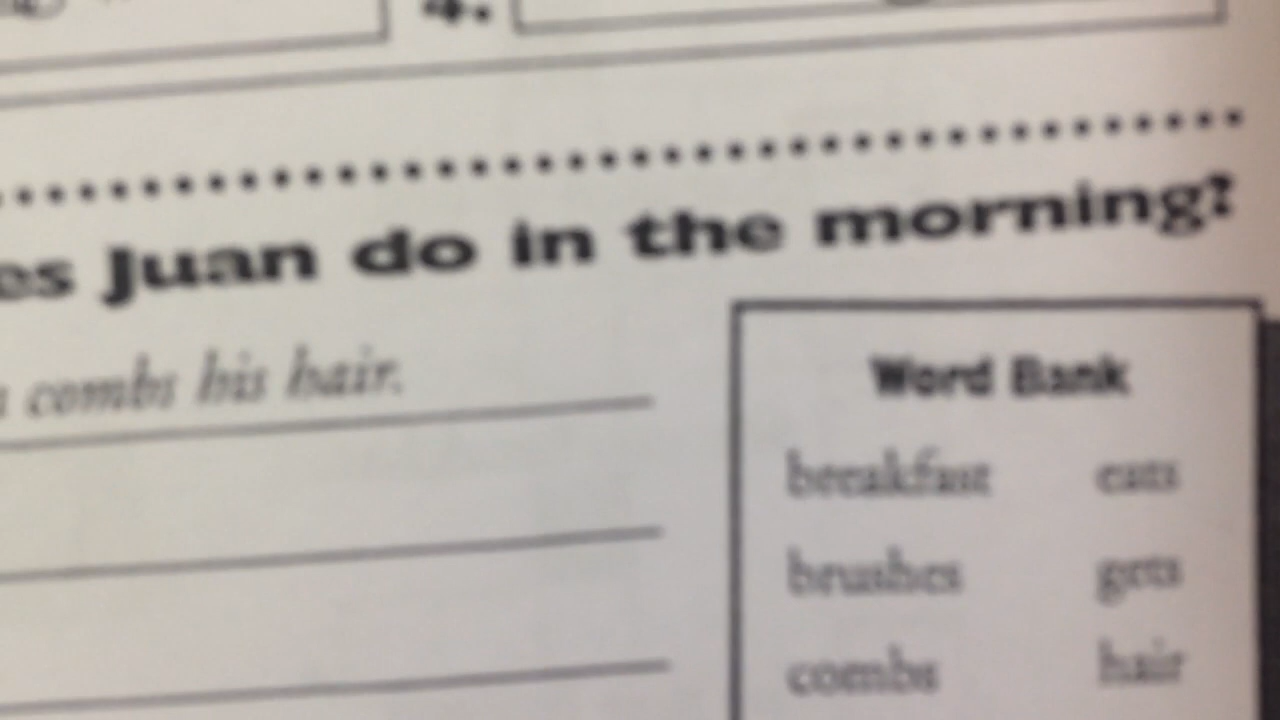 4.
es Juan do in the morning?
combs his hair.
Word Bank
breakfast eats
brushes gets
combs hair